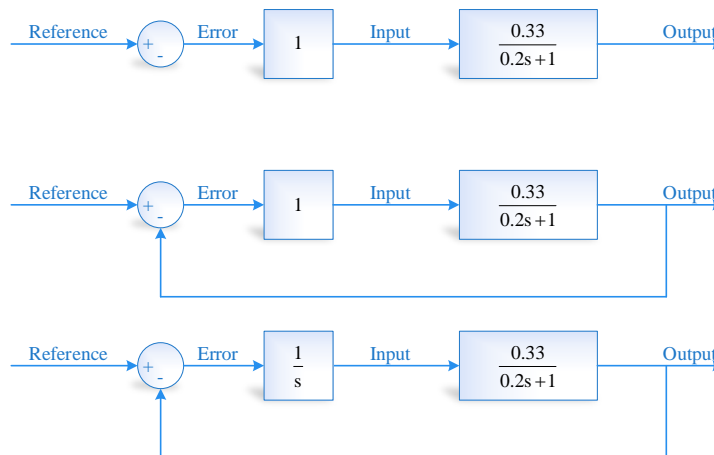 Reference
+
-
Error
1
Input
0.33
0.2s+1
Output
Reference
+
-
Error
1
Input
0.33
0.2s+1
Output
Reference
+
-
Error
1
s
Input
0.33
0.2s+1
Output